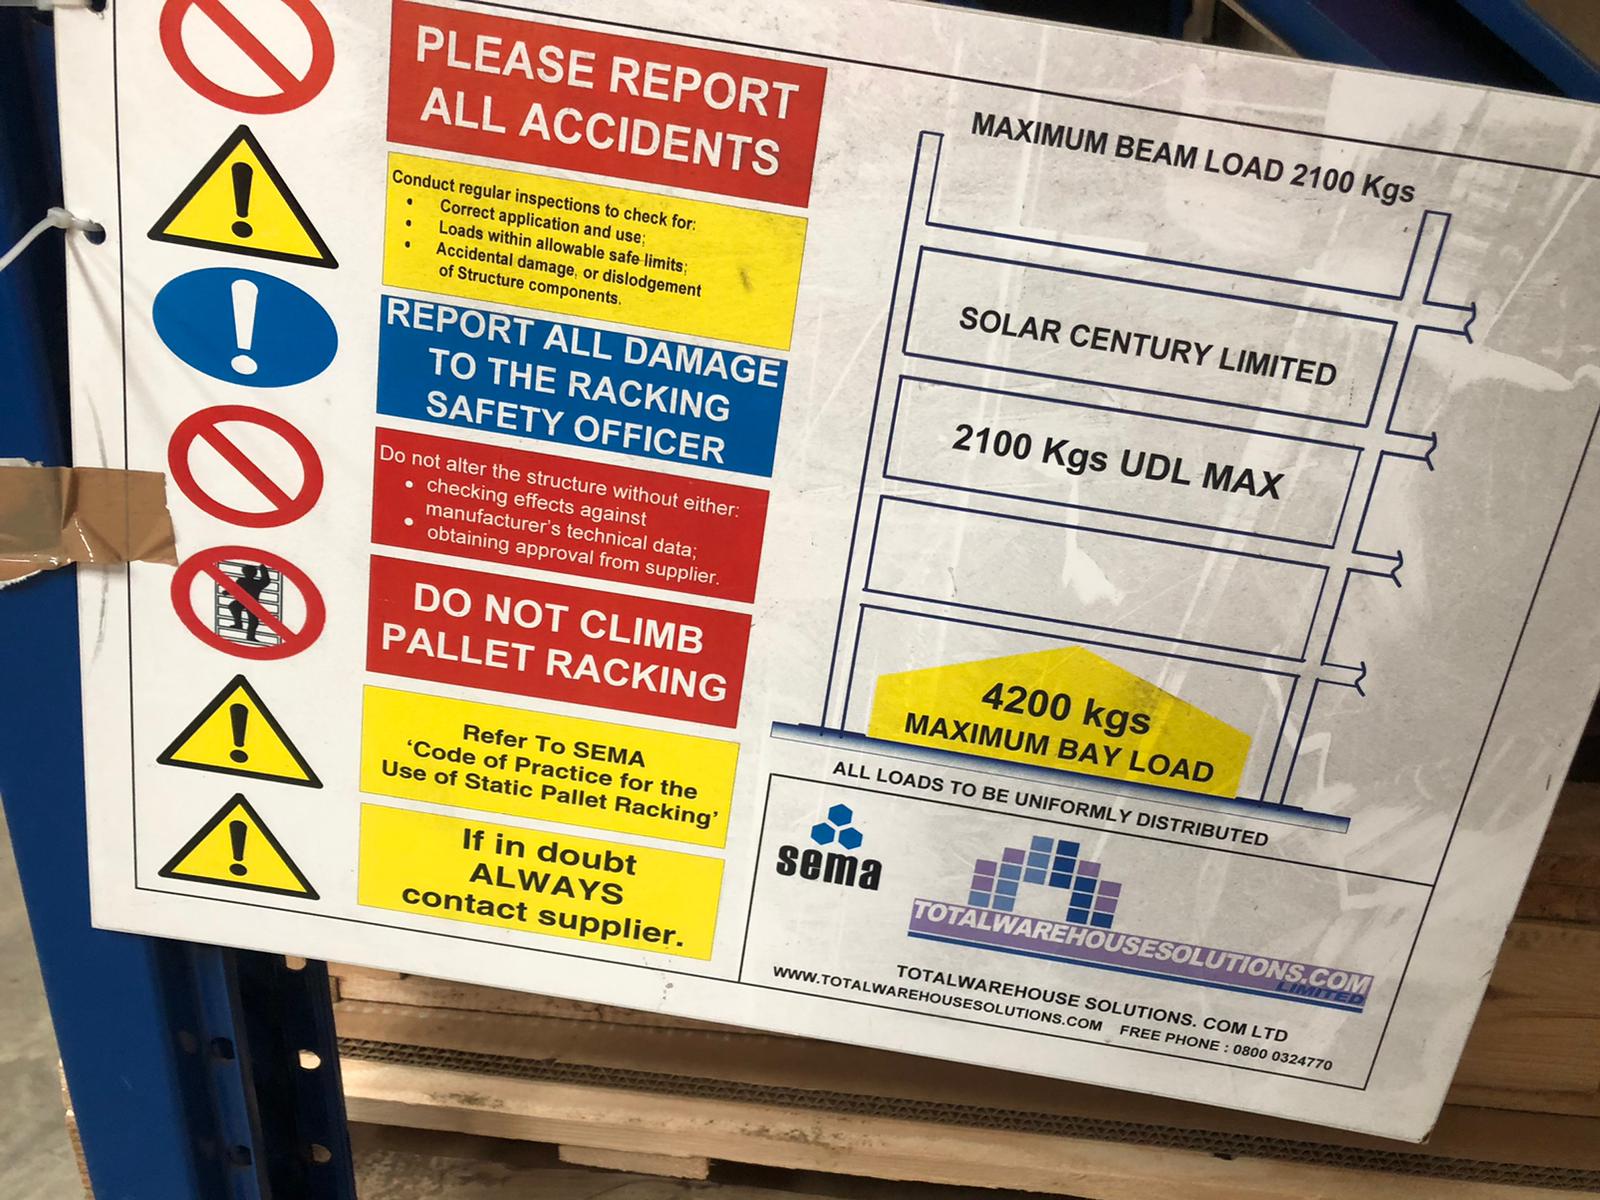 PLEASE REPORT
ALL ACCIDENTS
Conduct regular inspections to check for:
• Correct application and use;
• Loads within allowable safe limits;
• Accidental damage, or dislodgement
of Structure components.
REPORT ALL DAMAGE
TO THE RACKING
SAFETY OFFICER
Do not alter the structure without either:
• checking effects against
manufacturer's technical data;
• obtaining approval from supplier.
DO NOT CLIMB
PALLET RACKING
Refer To SEMA
'Code of Practice for the
Use of Static Pallet Racking'
If in doubt
ALWAYS
contact supplier.
MAXIMUM BEAM LOAD 2100 Kgs
SOLAR CENTURY LIMITED
2100 Kgs UDL MAX
4200 kgs
MAXIMUM BAY LOAD
ALL LOADS TO BE UNIFORMLY DISTRIBUTED
sema
TOTALWAREHOUSESOLUTIONS.COM
LIMITED
TOTALWAREHOUSE SOLUTIONS. COM LTD
WWW.TOTALWAREHOUSESOLUTIONS.COM FREE PHONE : 0800 0324770